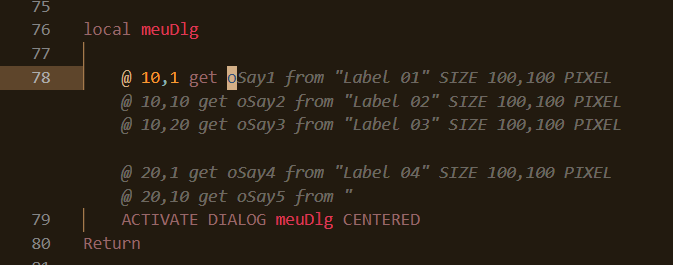 75
76 local meuDlg
77
78 @ 10,1 get oSay1 from "Label 01" SIZE 100,100 PIXEL
@ 10,10 get oSay2 from "Label 02" SIZE 100,100 PIXEL
@ 10,20 get oSay3 from "Label 03" SIZE 100,100 PIXEL
@ 20,1 get oSay4 from "Label 04" SIZE 100,100 PIXEL
@ 20,10 get oSay5 from "
79 ACTIVATE DIALOG meuDlg CENTERED
80 Return
81